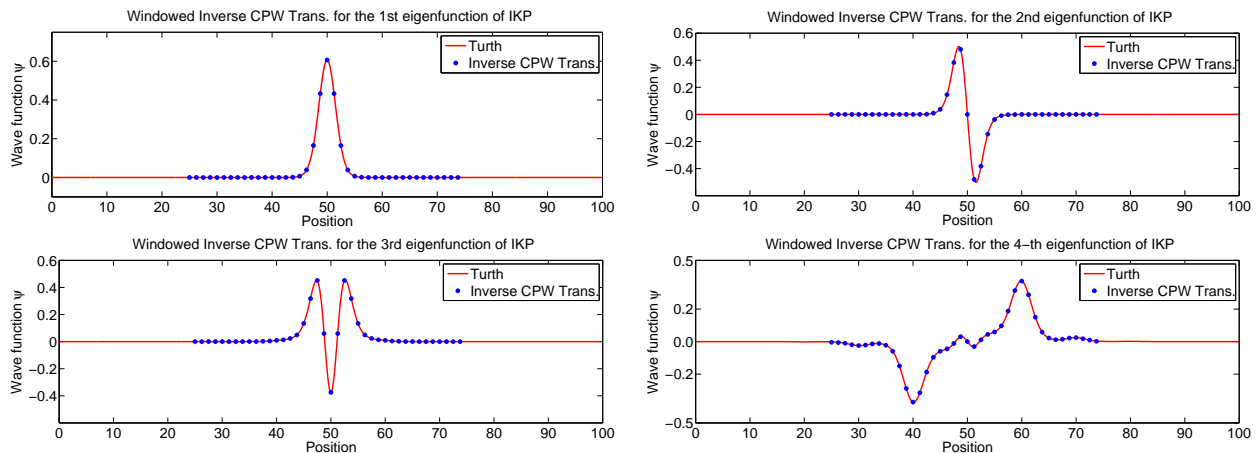 Windowed Inverse CPW Trans. for the 1st eigenfunction of IKP
Wave function ψ
0.6
0.4
0.2
0
0 10 20 30 40 50 60 70 80 90 100
Position
Turth
Inverse CPW Trans.
Windowed Inverse CPW Trans. for the 2nd eigenfunction of IKP
Wave function ψ
0.6
0.4
0.2
0
−0.2
−0.4
0 10 20 30 40 50 60 70 80 90 100
Position
Turth
Inverse CPW Trans.
Windowed Inverse CPW Trans. for the 3rd eigenfunction of IKP
Wave function ψ
0.6
0.4
0.2
0
−0.2
−0.4
0 10 20 30 40 50 60 70 80 90 100
Position
Turth
Inverse CPW Trans.
Windowed Inverse CPW Trans. for the 4−th eigenfunction of IKP
Wave function ψ
0.5
0.2
0.0
−0.2
−0.5
0 10 20 30 40 50 60 70 80 90 100
Position
Turth
Inverse CPW Trans.